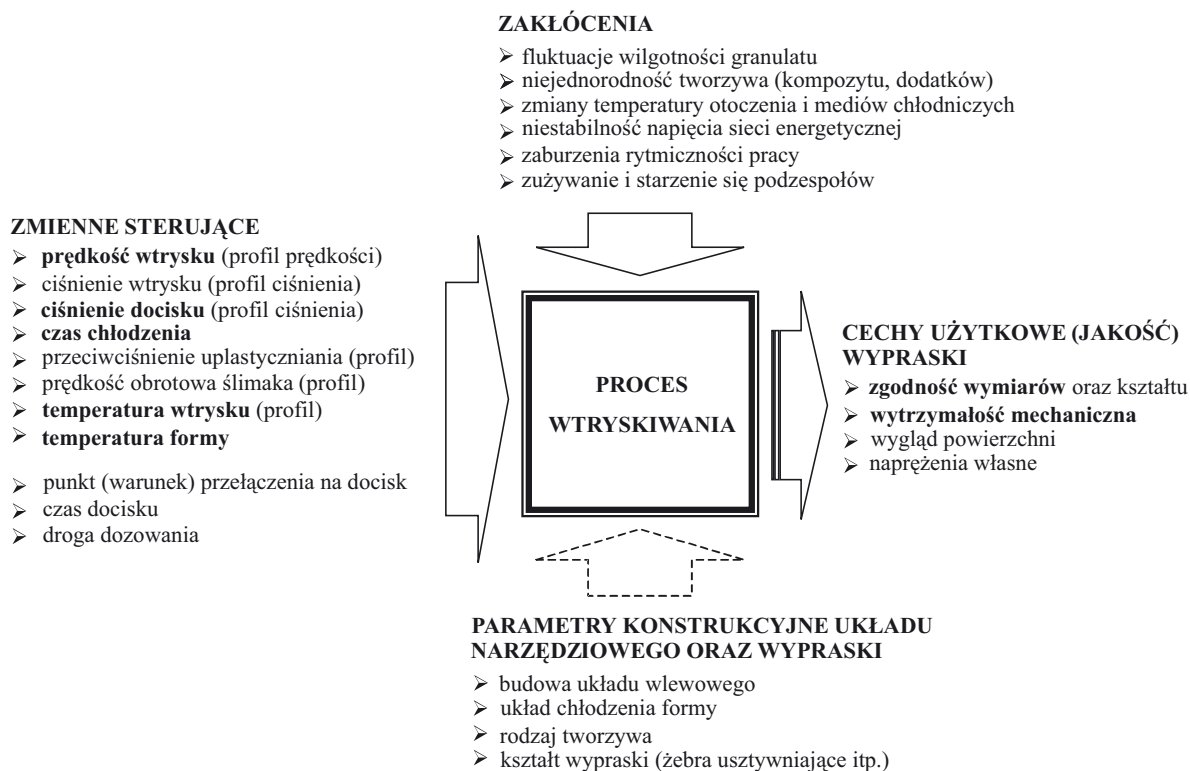 ZAKŁÓCENIA
➢ fluktuacje wilgotności granulatu
➢ niejednorodność tworzywa (kompozytu, dodatków)
➢ zmiany temperatury otoczenia i mediów chłodniczych
➢ niestabilność napięcia sieci energetycznej
➢ zaburzenia rytmiczności pracy
➢ zużywanie i starzenie się podzespołów
ZMIENNE STERUJĄCE
➢ prędkość wtrysku (profil prędkości)
➢ ciśnienie wtrysku (profil ciśnienia)
➢ ciśnienie docisku (profil ciśnienia)
➢ czas chłodzenia
➢ przeciwciśnienie uplastyczniania (profil)
➢ prędkość obrotowa ślimaka (profil)
➢ temperatura wtrysku (profil)
➢ temperatura formy
➢ punkt (warunek) przełączenia na docisk
➢ czas docisku
➢ droga dozowania
PROCES
WTRYSKIWANIA
CECHY UŻYTKOWE (JAKOŚĆ)
WYPRASKI
➢ zgodność wymiarów oraz kształtu
➢ wytrzymałość mechaniczna
➢ wygląd powierzchni
➢ naprężenia własne
PARAMETRY KONSTRUKCYJNE UKŁADU
NARZĘDZIOWEGO ORAZ WYPRASKI
➢ budowa układu wlewowego
➢ układ chłodzenia formy
➢ rodzaj tworzywa
➢ kształt wypraski (żebra usztywniające itp.)